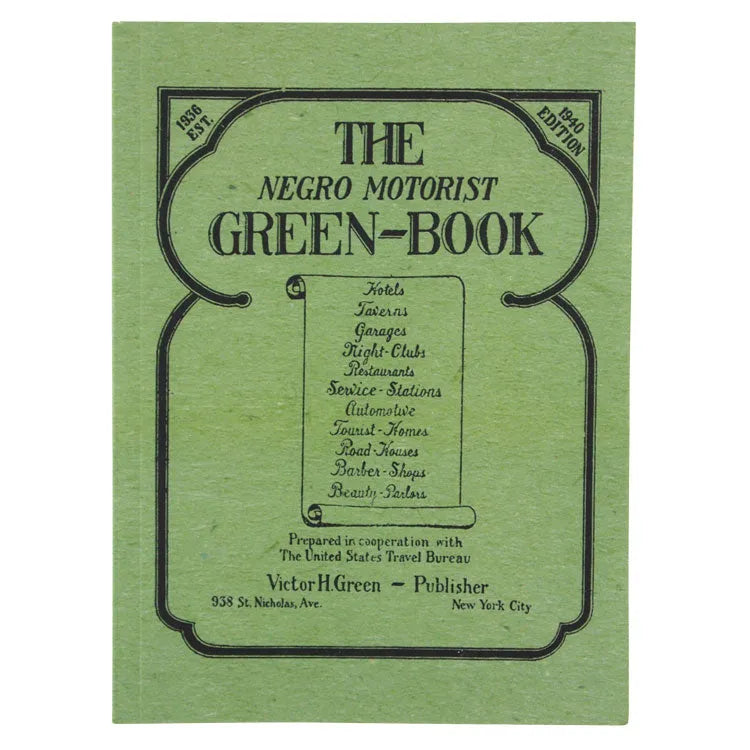 1936
EST.
1940
EDITION
THE
NEGRO MOTORIST
GREEN-BOOK
Hotels
Taverns
Garages
Night-Clubs
Restaurants
Service-Stations
Automotive
Tourist-Homes
Road-Houses
Barber-Shops
Beauty-Parlors
Prepared in cooperation with
The United States Travel Bureau
Victor H. Green — Publisher
938 St. Nicholas, Ave. New York City